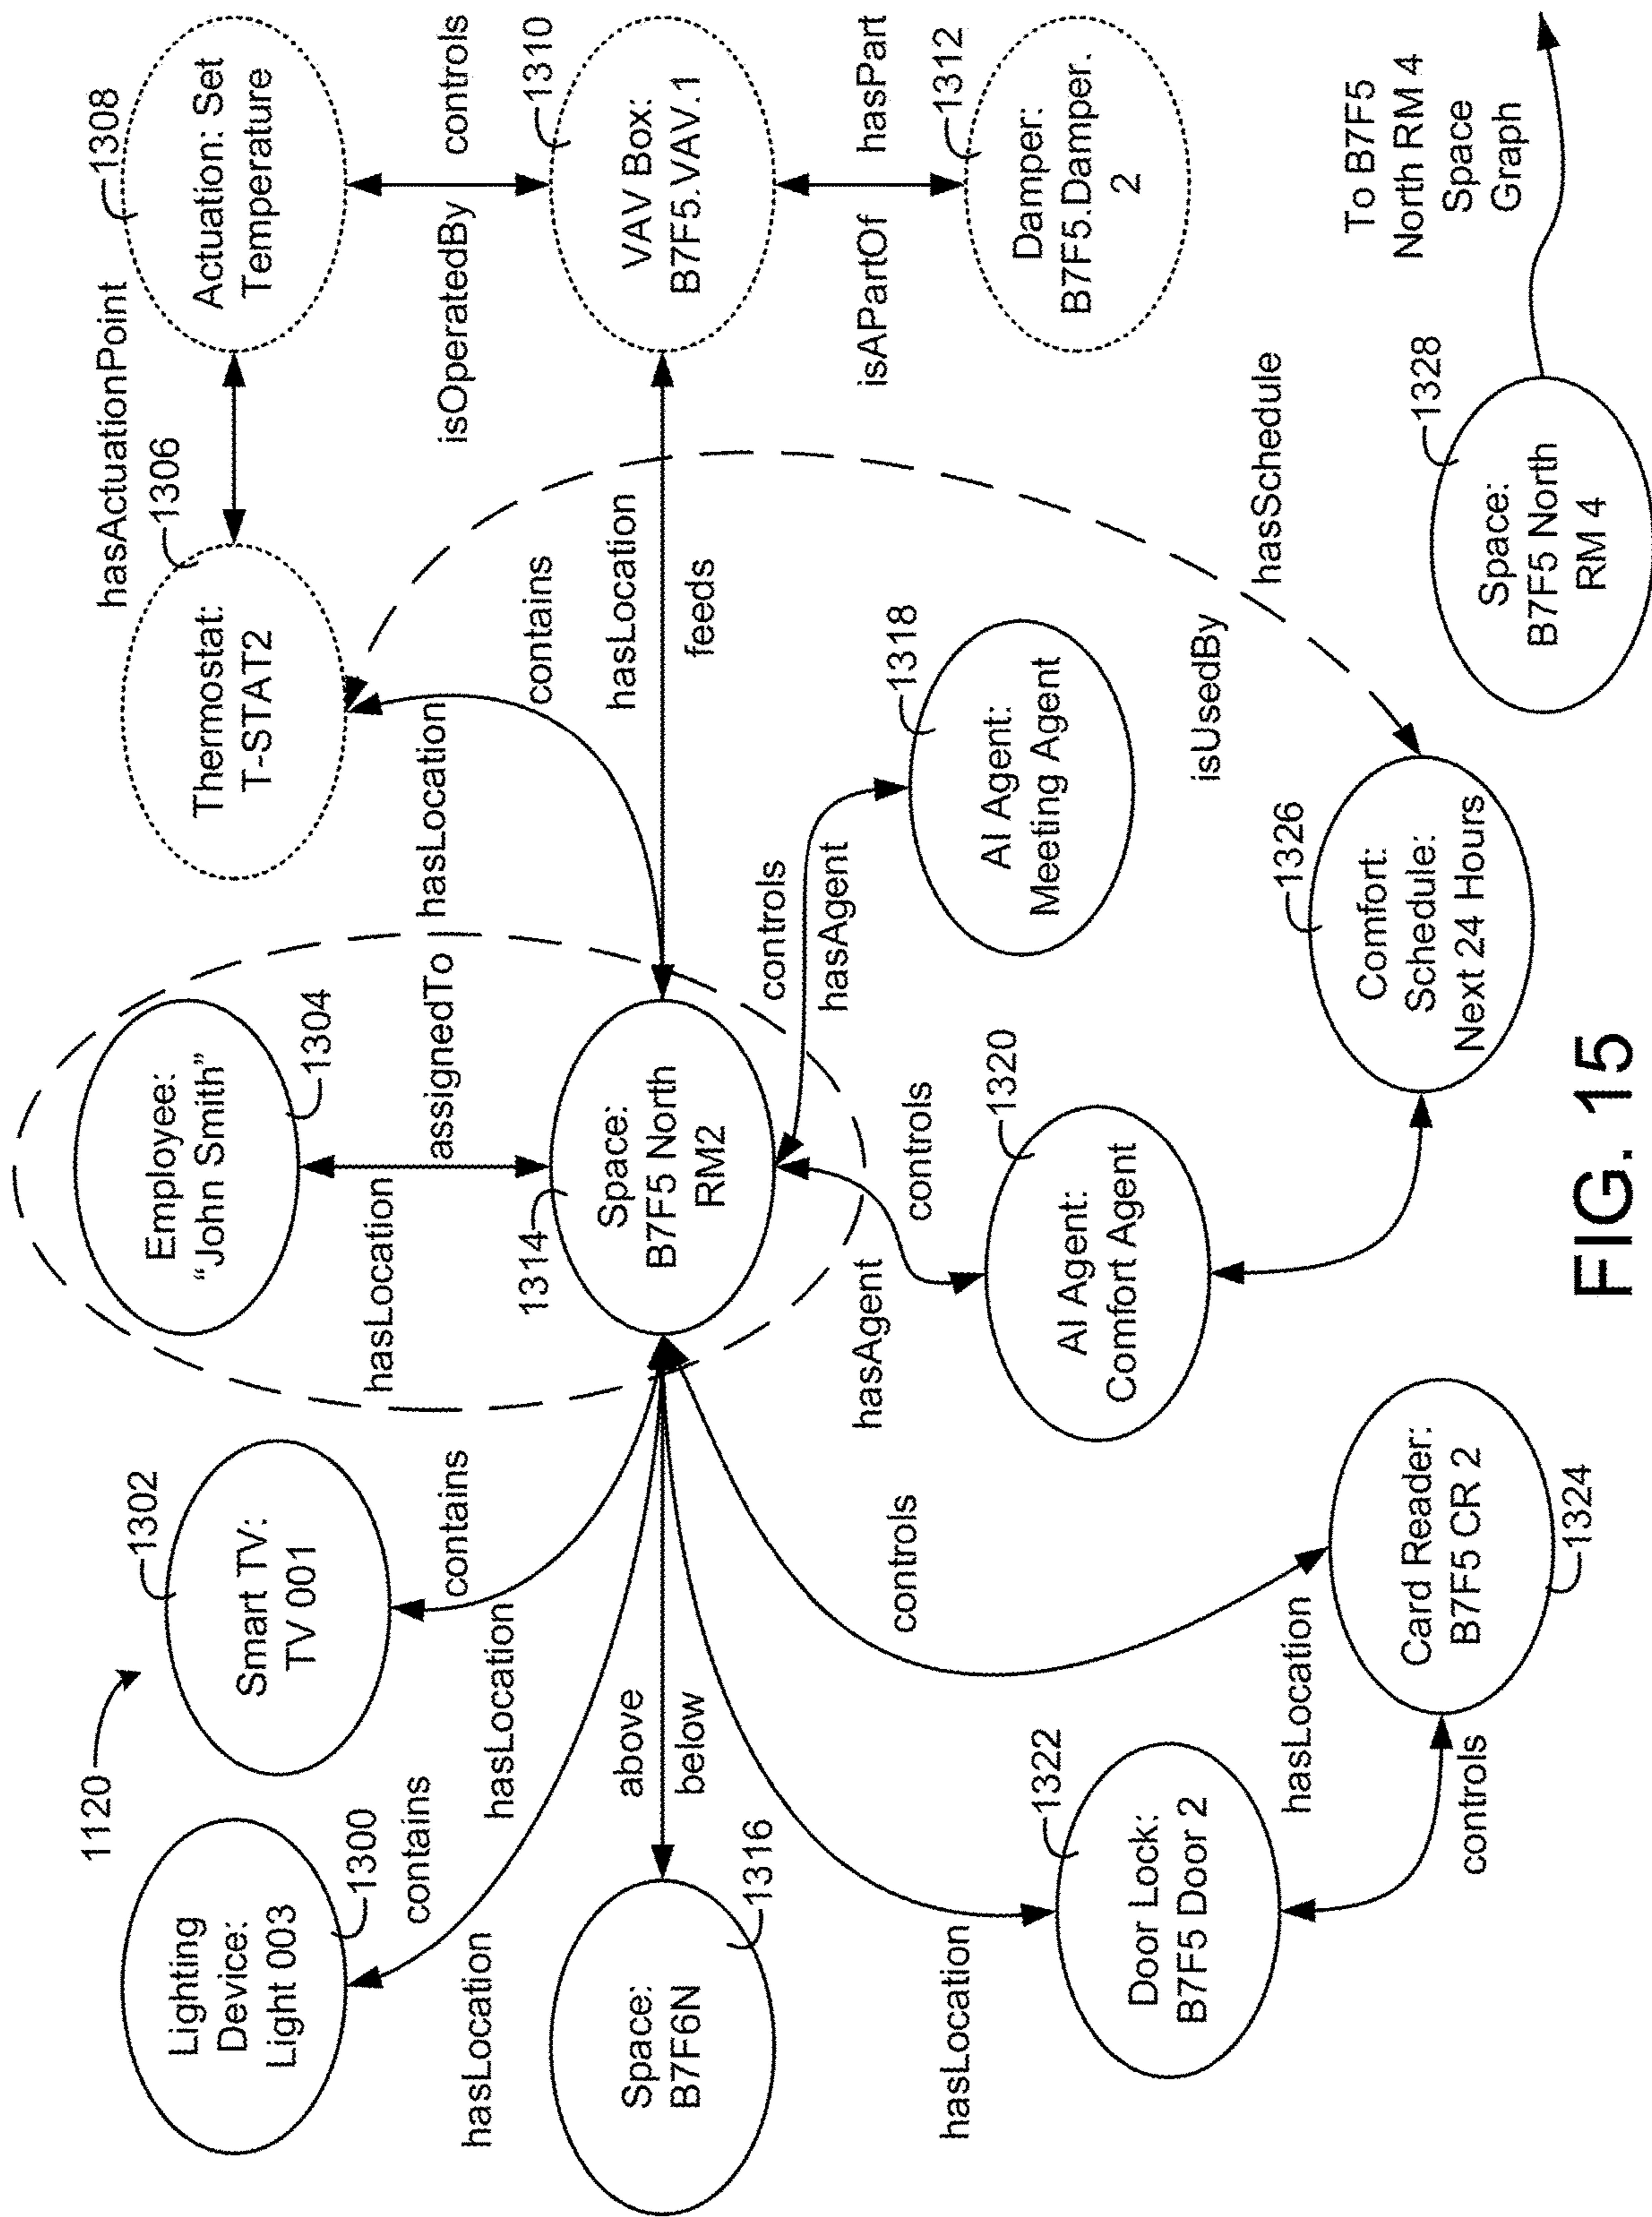 1120
Lighting
Device:
Light 003
1300
contains
hasLocation
Smart TV:
TV 001
1302
contains
hasLocation
Employee:
“John Smith”
1304
hasLocation
assignedTo
Thermostat:
T-STAT2
1306
hasActuationPoint
Actuation: Set
Temperature
1308
hasLocation
contains
isOperatedBy
controls
Space:
B7F6N
1316
above
below
Space:
B7F5 North
RM2
1314
hasLocation
feeds
VAV Box:
B7F5.VAV.1
1310
isAPartOf
hasPart
Damper:
B7F5.Damper.
2
1312
controls
hasAgent
AI Agent:
Meeting Agent
1318
hasAgent
controls
AI Agent:
Comfort Agent
1320
hasLocation
Door Lock:
B7F5 Door 2
1322
controls
hasLocation
Card Reader:
B7F5 CR 2
1324
controls
isUsedBy
hasSchedule
Comfort:
Schedule:
Next 24 Hours
1326
Space:
B7F5 North
RM 4
1328
To B7F5
North RM 4
Space
Graph
FIG. 15